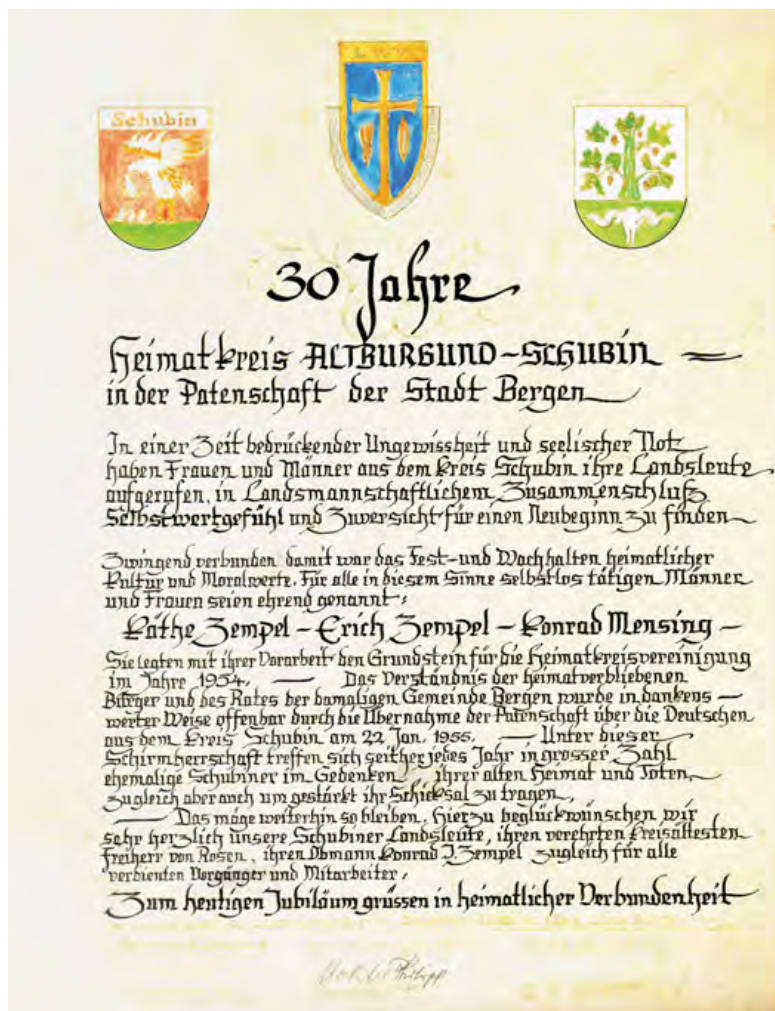 Schubin
30 Jahre
Heimatkreis ALTBURGUND – SCHUBIN
in der Patenschaft der Stadt Bergen
In einer Zeit bedrückender Ungewissheit und seelischer Not
haben Frauen und Männer aus dem Kreis Schubin ihre Landsleute
aufgerufen, in Landsmannschaftlichem Zusammenschluß
Selbstwertgefühl und Zuversicht für einen Neubeginn zu finden
Zwingend verbunden damit war das Fest- und Wachhalten heimatlicher
Kultur und Moralwerte. Für alle in diesem Sinne selbstlos tätigen Männer
und Frauen seien ehrend genannt:
Käthe Zempel – Erich Zempel – Konrad Mensing –
Sie legten mit ihrer Vorarbeit den Grundstein für die Heimatkreisvereinigung
im Jahre 1954. — Das Verständnis der heimatverbliebenen
Bürger und des Rates der damaligen Gemeinde Bergen wurde in dankens –
werter Weise offenbar durch die Übernahme der Patenschaft über die Deutschen
aus dem Kreis Schubin am 22. Jan. 1955. — Unter dieser
Schirmherrschaft treffen sich seither jedes Jahr in grosser Zahl
ehemalige Schubiner im Gedenken ihrer alten Heimat und Toten,
zugleich aber auch um gestärkt ihr Schicksal zu tragen.
— Das möge weiterhin so bleiben. Hierzu beglückwünschen wir
sehr herzlich unsere Schubiner Landsleute, ihren verehrten Kreisältesten
Freiherr von Rosen, ihren Obmann Konrad J. Zempel zugleich für alle
verdienten Vorgänger und Mitarbeiter,
Zum heutigen Jubiläum grüssen in heimatlicher Verbundenheit
Philipp